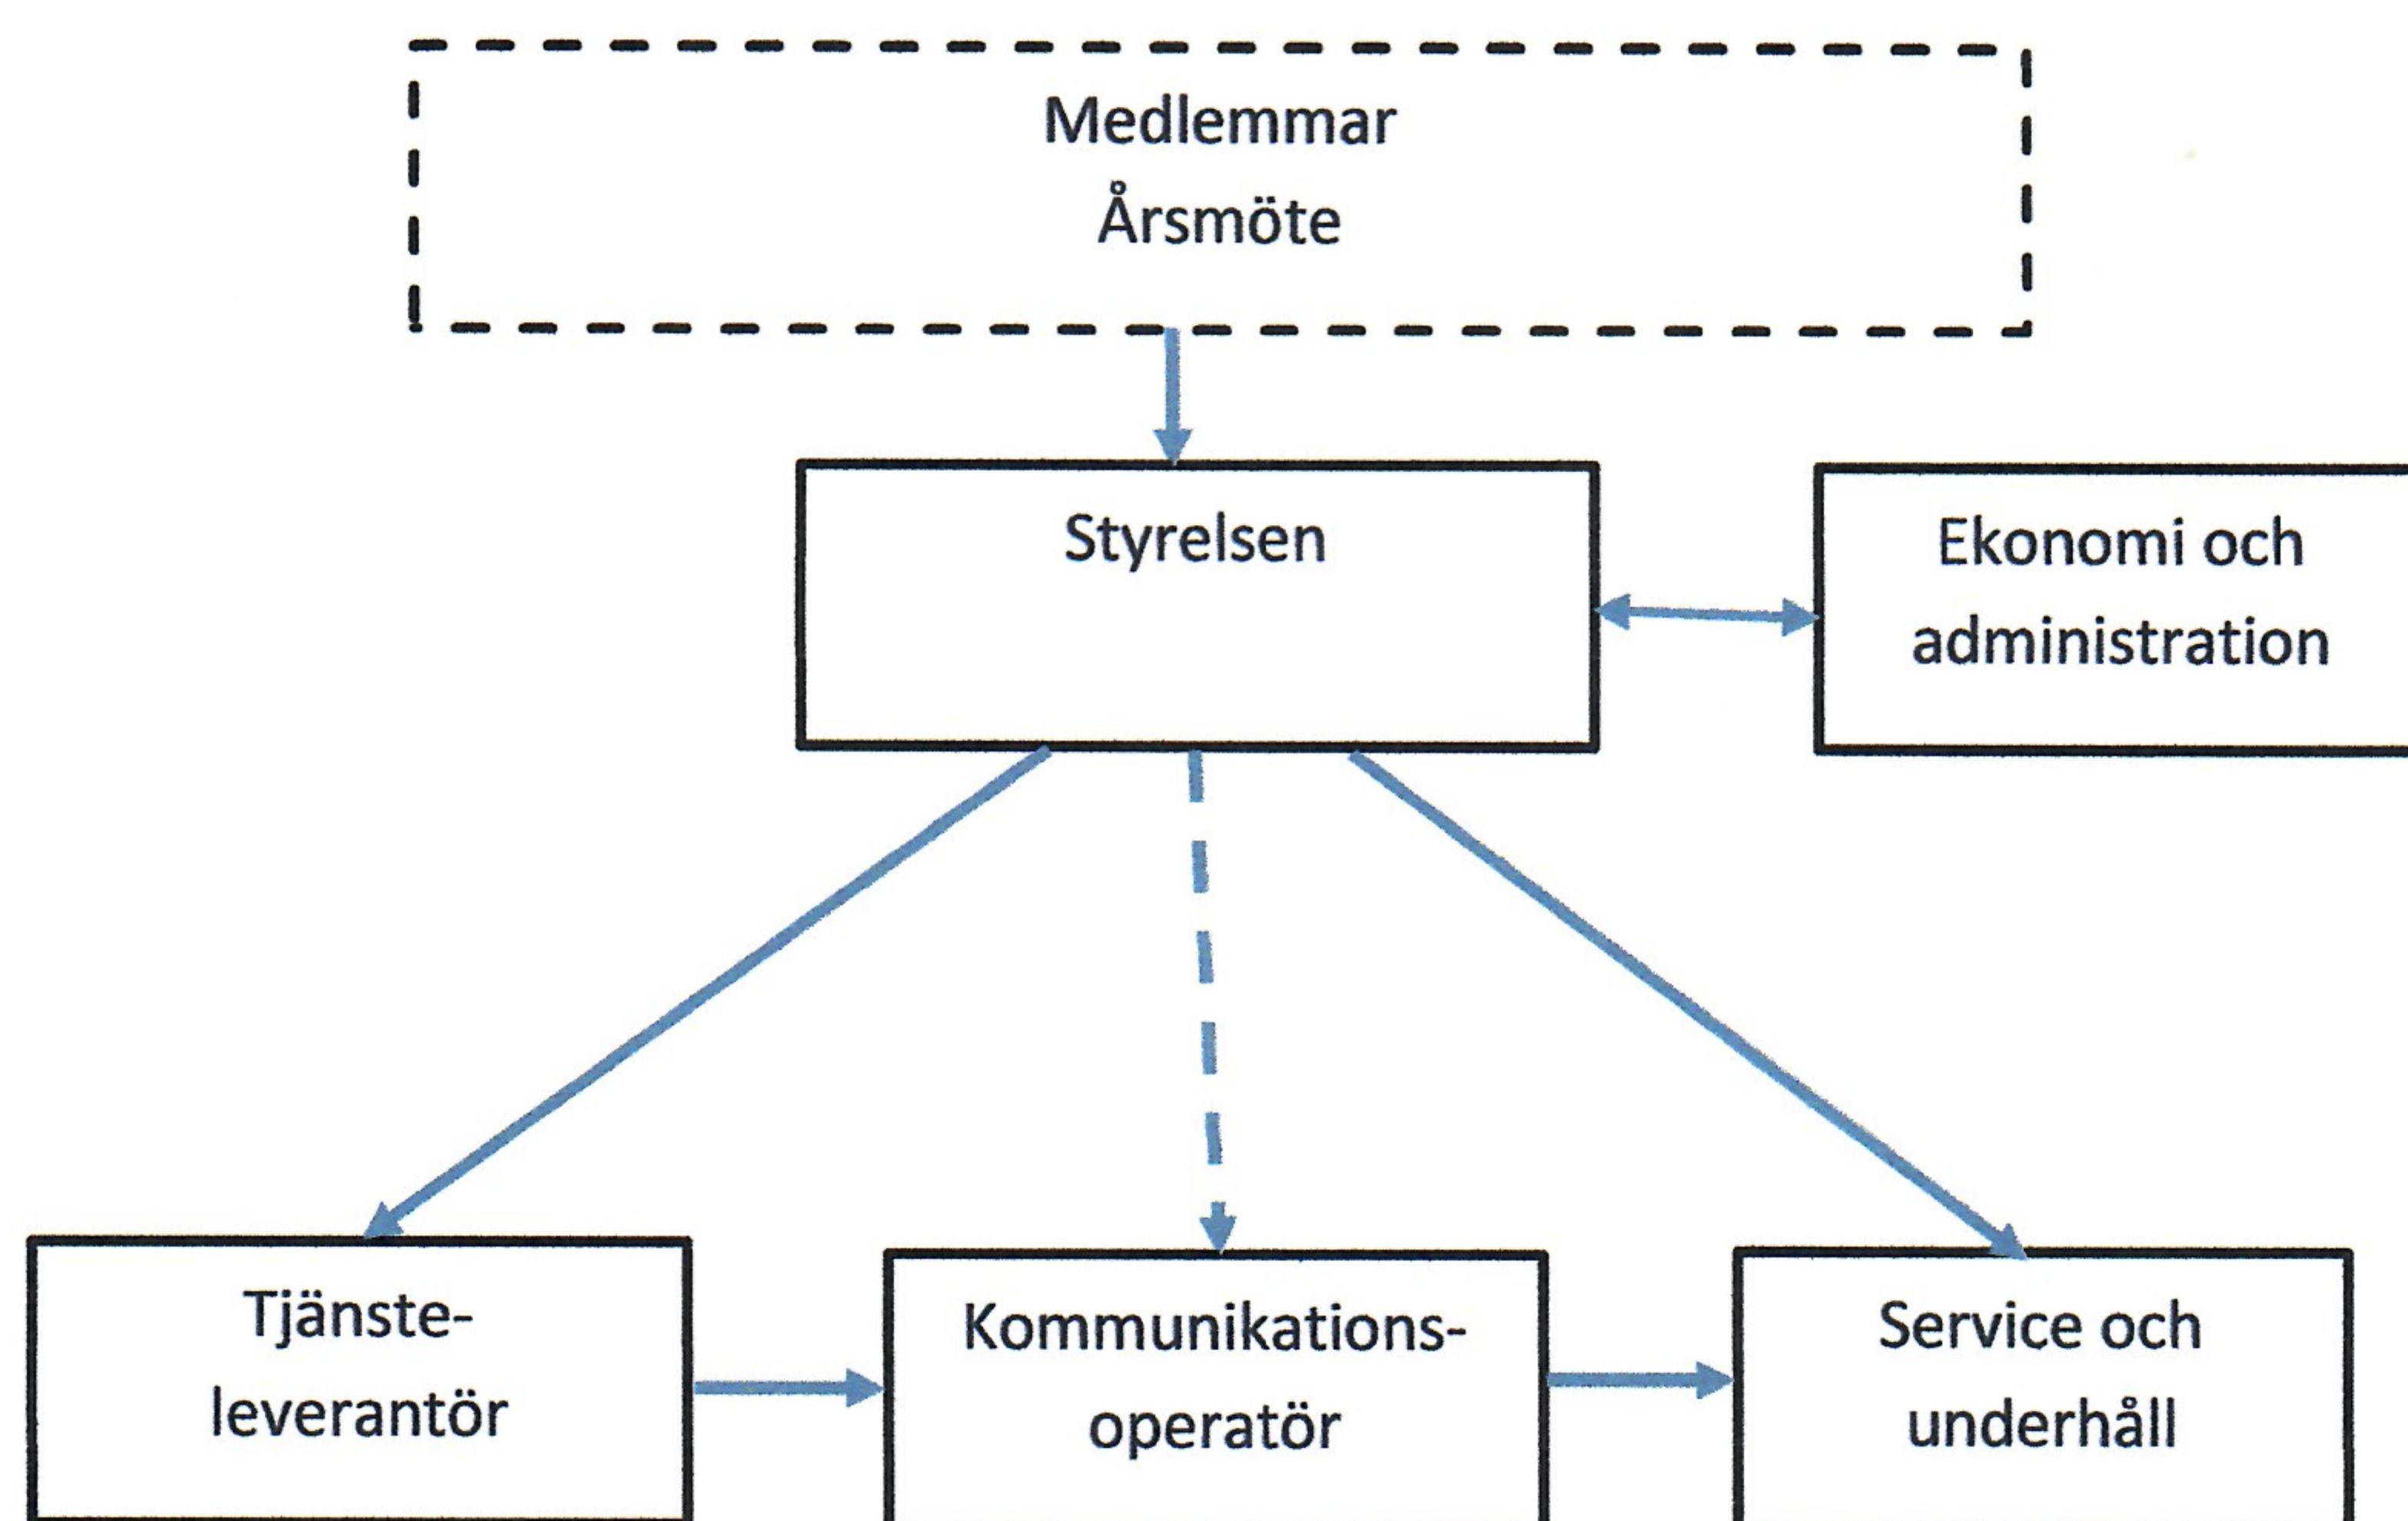 Medlemmar
Årsmöte
Styrelsen
Ekonomi och
administration
Tjänste-
leverantör
Kommunikations-
operatör
Service och
underhåll